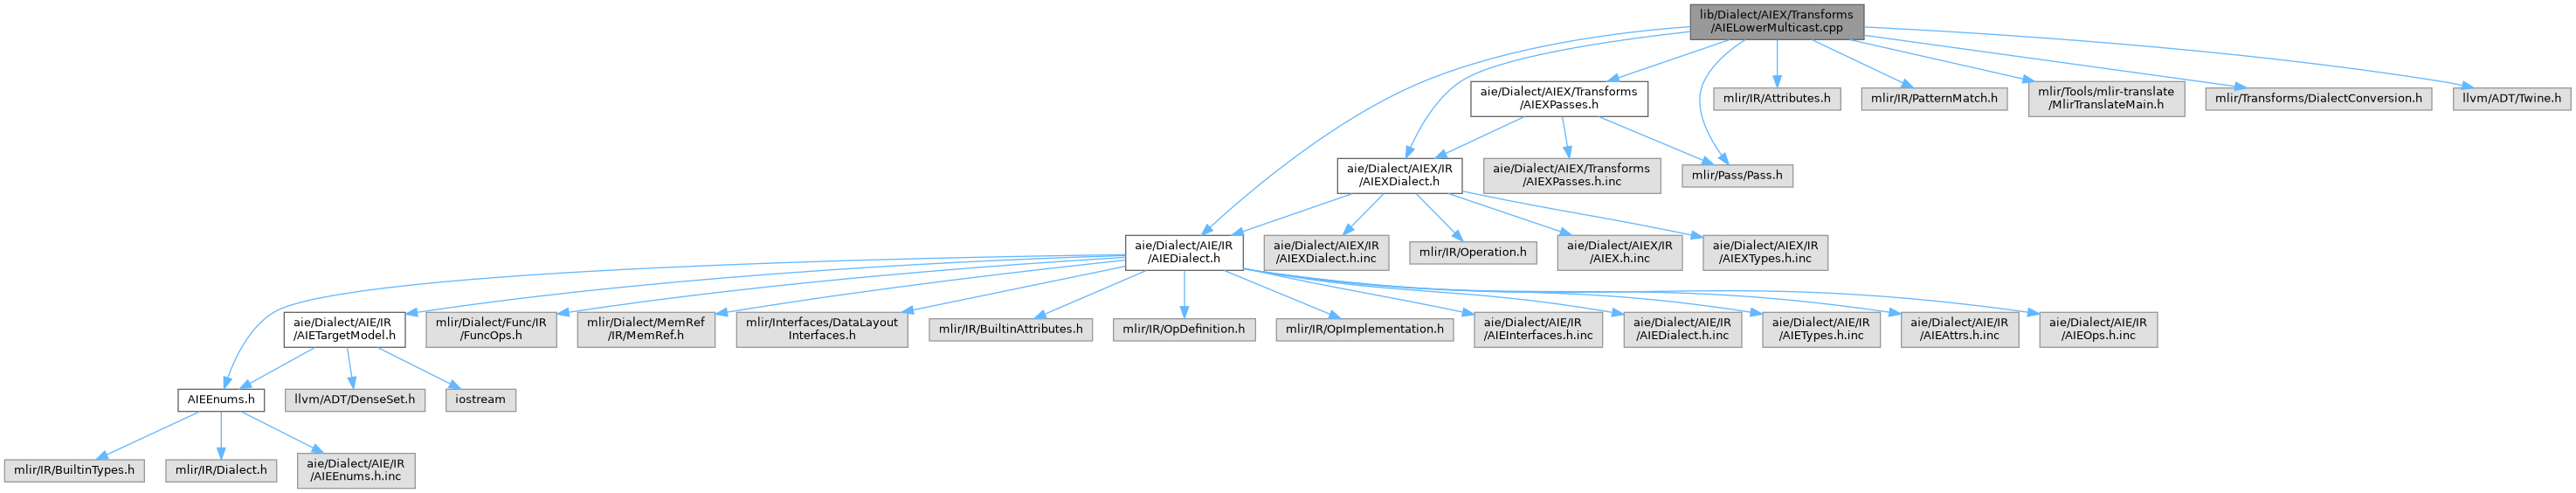 lib/Dialect/AIEX/Transforms
/AIELowerMulticast.cpp
aie/Dialect/AIEX/Transforms
/AIEXPasses.h
mlir/IR/Attributes.h
mlir/IR/PatternMatch.h
mlir/Tools/mlir-translate
/MlirTranslateMain.h
mlir/Transforms/DialectConversion.h
llvm/ADT/Twine.h
aie/Dialect/AIEX/IR
/AIEXDialect.h
aie/Dialect/AIEX/Transforms
/AIEXPasses.h.inc
mlir/Pass/Pass.h
aie/Dialect/AIE/IR
/AIEDialect.h
aie/Dialect/AIEX/IR
/AIEXDialect.h.inc
mlir/IR/Operation.h
aie/Dialect/AIEX/IR
/AIEX.h.inc
aie/Dialect/AIEX/IR
/AIEXTypes.h.inc
aie/Dialect/AIE/IR
/AIETargetModel.h
mlir/Dialect/Func/IR
/FuncOps.h
mlir/Dialect/MemRef
/IR/MemRef.h
mlir/Interfaces/DataLayout
Interfaces.h
mlir/IR/BuiltinAttributes.h
mlir/IR/OpDefinition.h
mlir/IR/OpImplementation.h
aie/Dialect/AIE/IR
/AIEInterfaces.h.inc
aie/Dialect/AIE/IR
/AIEDialect.h.inc
aie/Dialect/AIE/IR
/AIETypes.h.inc
aie/Dialect/AIE/IR
/AIEAttrs.h.inc
aie/Dialect/AIE/IR
/AIEOps.h.inc
AIEEnums.h
llvm/ADT/DenseSet.h
iostream
mlir/IR/BuiltinTypes.h
mlir/IR/Dialect.h
aie/Dialect/AIE/IR
/AIEEnums.h.inc